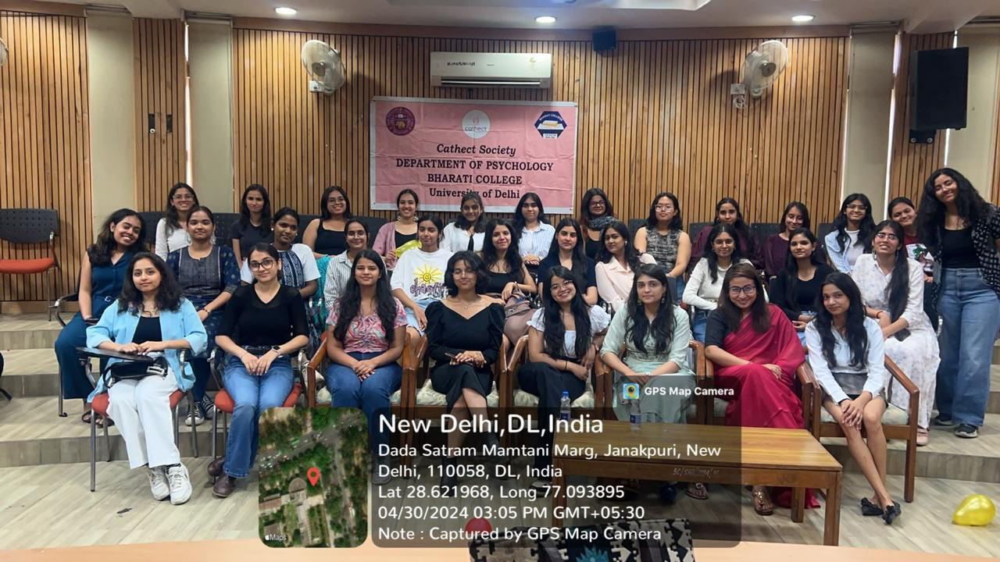 cathect
BHARATI COLLEGE
Cathect Society
DEPARTMENT OF PSYCHOLOGY
BHARATI COLLEGE
University of Delhi
GPS Map Camera
New Delhi,DL,India
Dada Satram Mamtani Marg, Janakpuri, New
Delhi, 110058, DL, India
Lat 28.621968, Long 77.093895
04/30/2024 03:05 PM GMT+05:30
Note : Captured by GPS Map Camera
Maps